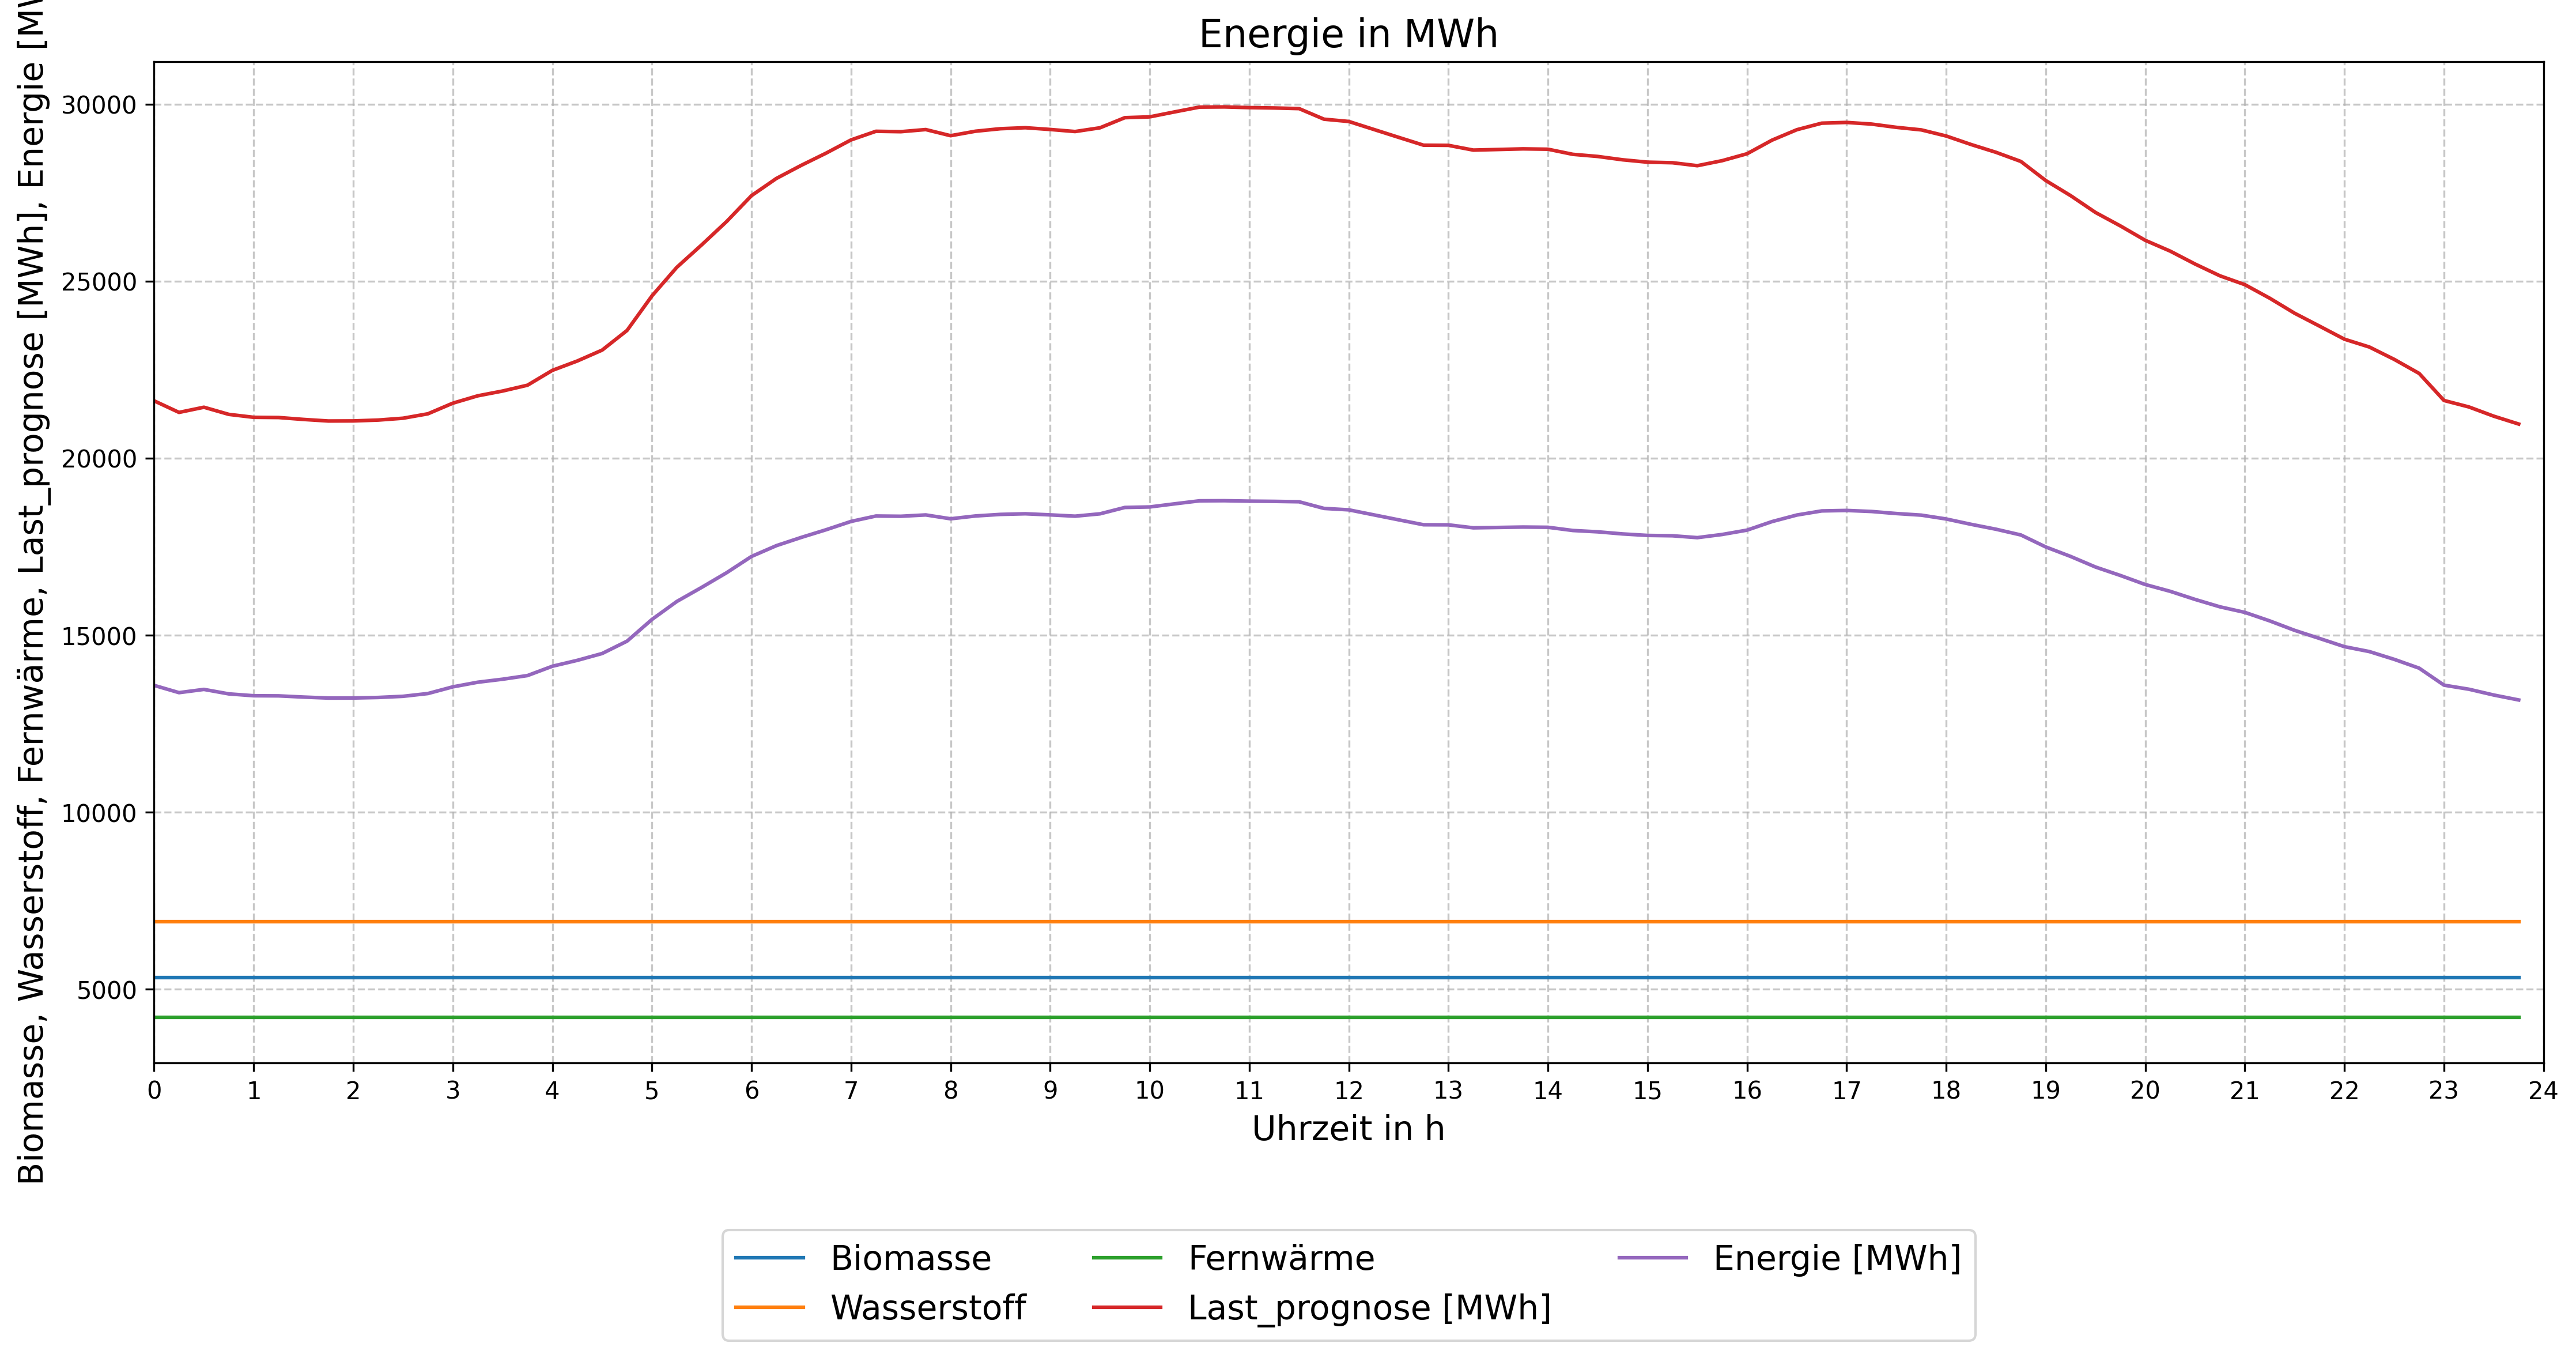 Energie in MWh
Biomasse, Wasserstoff, Fernwärme, Last_prognose [MWh], Energie [MW
30000
25000
20000
15000
10000
5000
0 1 2 3 4 5 6 7 8 9 10 11 12 13 14 15 16 17 18 19 20 21 22 23 24
Uhrzeit in h
Biomasse Fernwärme Energie [MWh]
Wasserstoff Last_prognose [MWh]